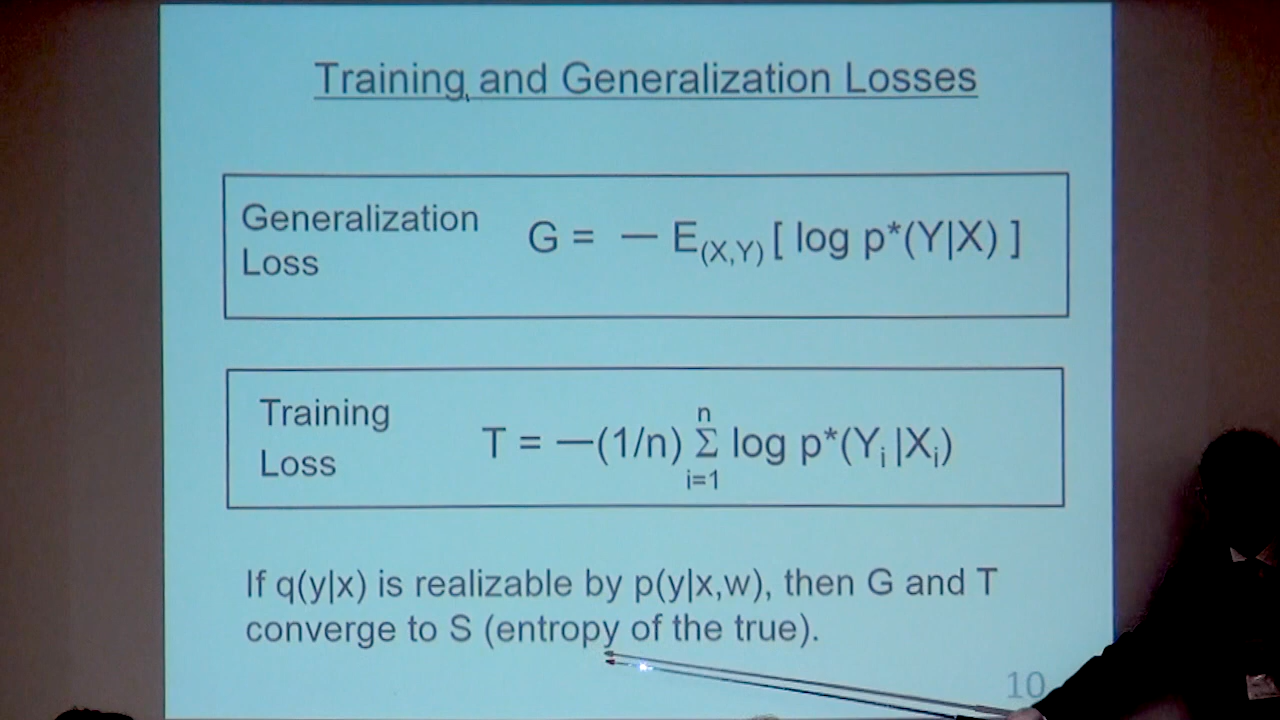 Training and Generalization Losses
Generalization
Loss
G = — E(X,Y) [ log p*(Y|X) ]
Training
Loss
T = —(1/n) Σ log p*(Yi |Xi)
n
i=1
If q(y|x) is realizable by p(y|x,w), then G and T
converge to S (entropy of the true).
10